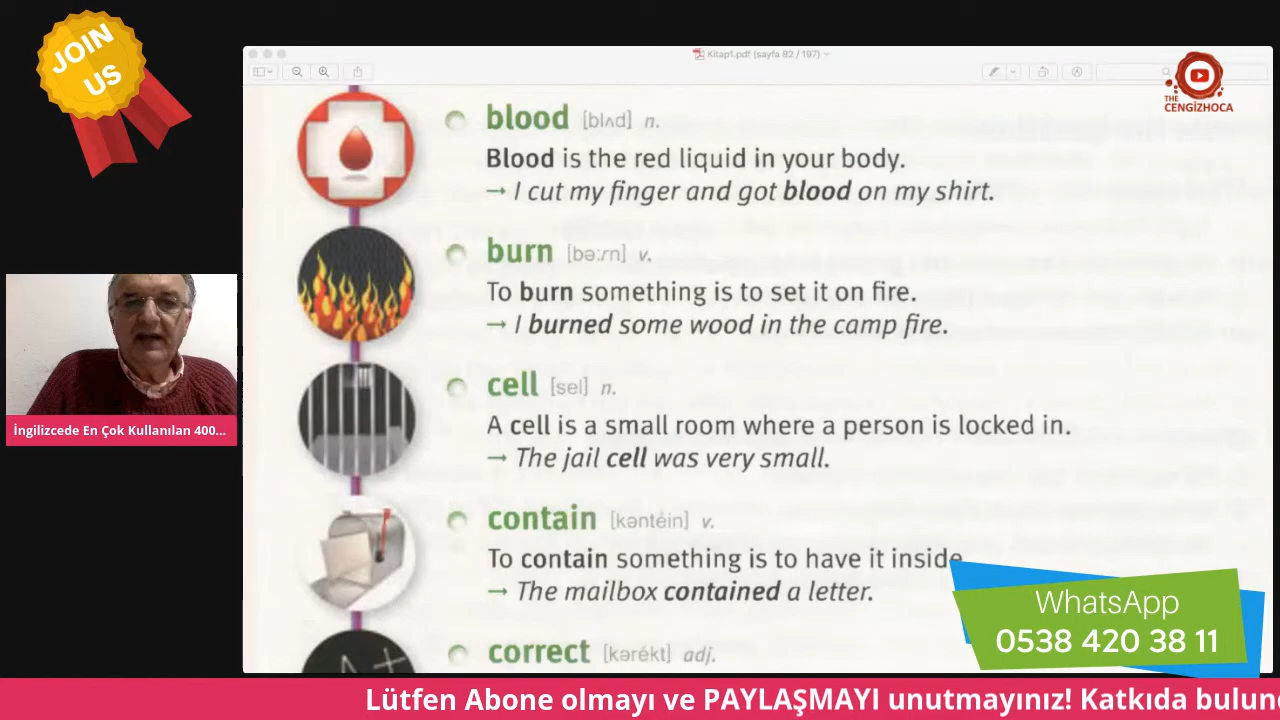 JOIN
US
Kitap1.pdf (sayfa 82 / 197)
THE
CENGİZHOCA
blood [blʌd] n.
Blood is the red liquid in your body.
→ I cut my finger and got blood on my shirt.
burn [bəːrn] v.
To burn something is to set it on fire.
→ I burned some wood in the camp fire.
cell [sel] n.
A cell is a small room where a person is locked in.
→ The jail cell was very small.
contain [kəntéin] v.
To contain something is to have it inside
→ The mailbox contained a letter.
correct [kərékt] adj.
A+
İngilizcede En Çok Kullanılan 400...
WhatsApp
0538 420 38 11
Lütfen Abone olmayı ve PAYLAŞMAYI unutmayınız! Katkıda bulun